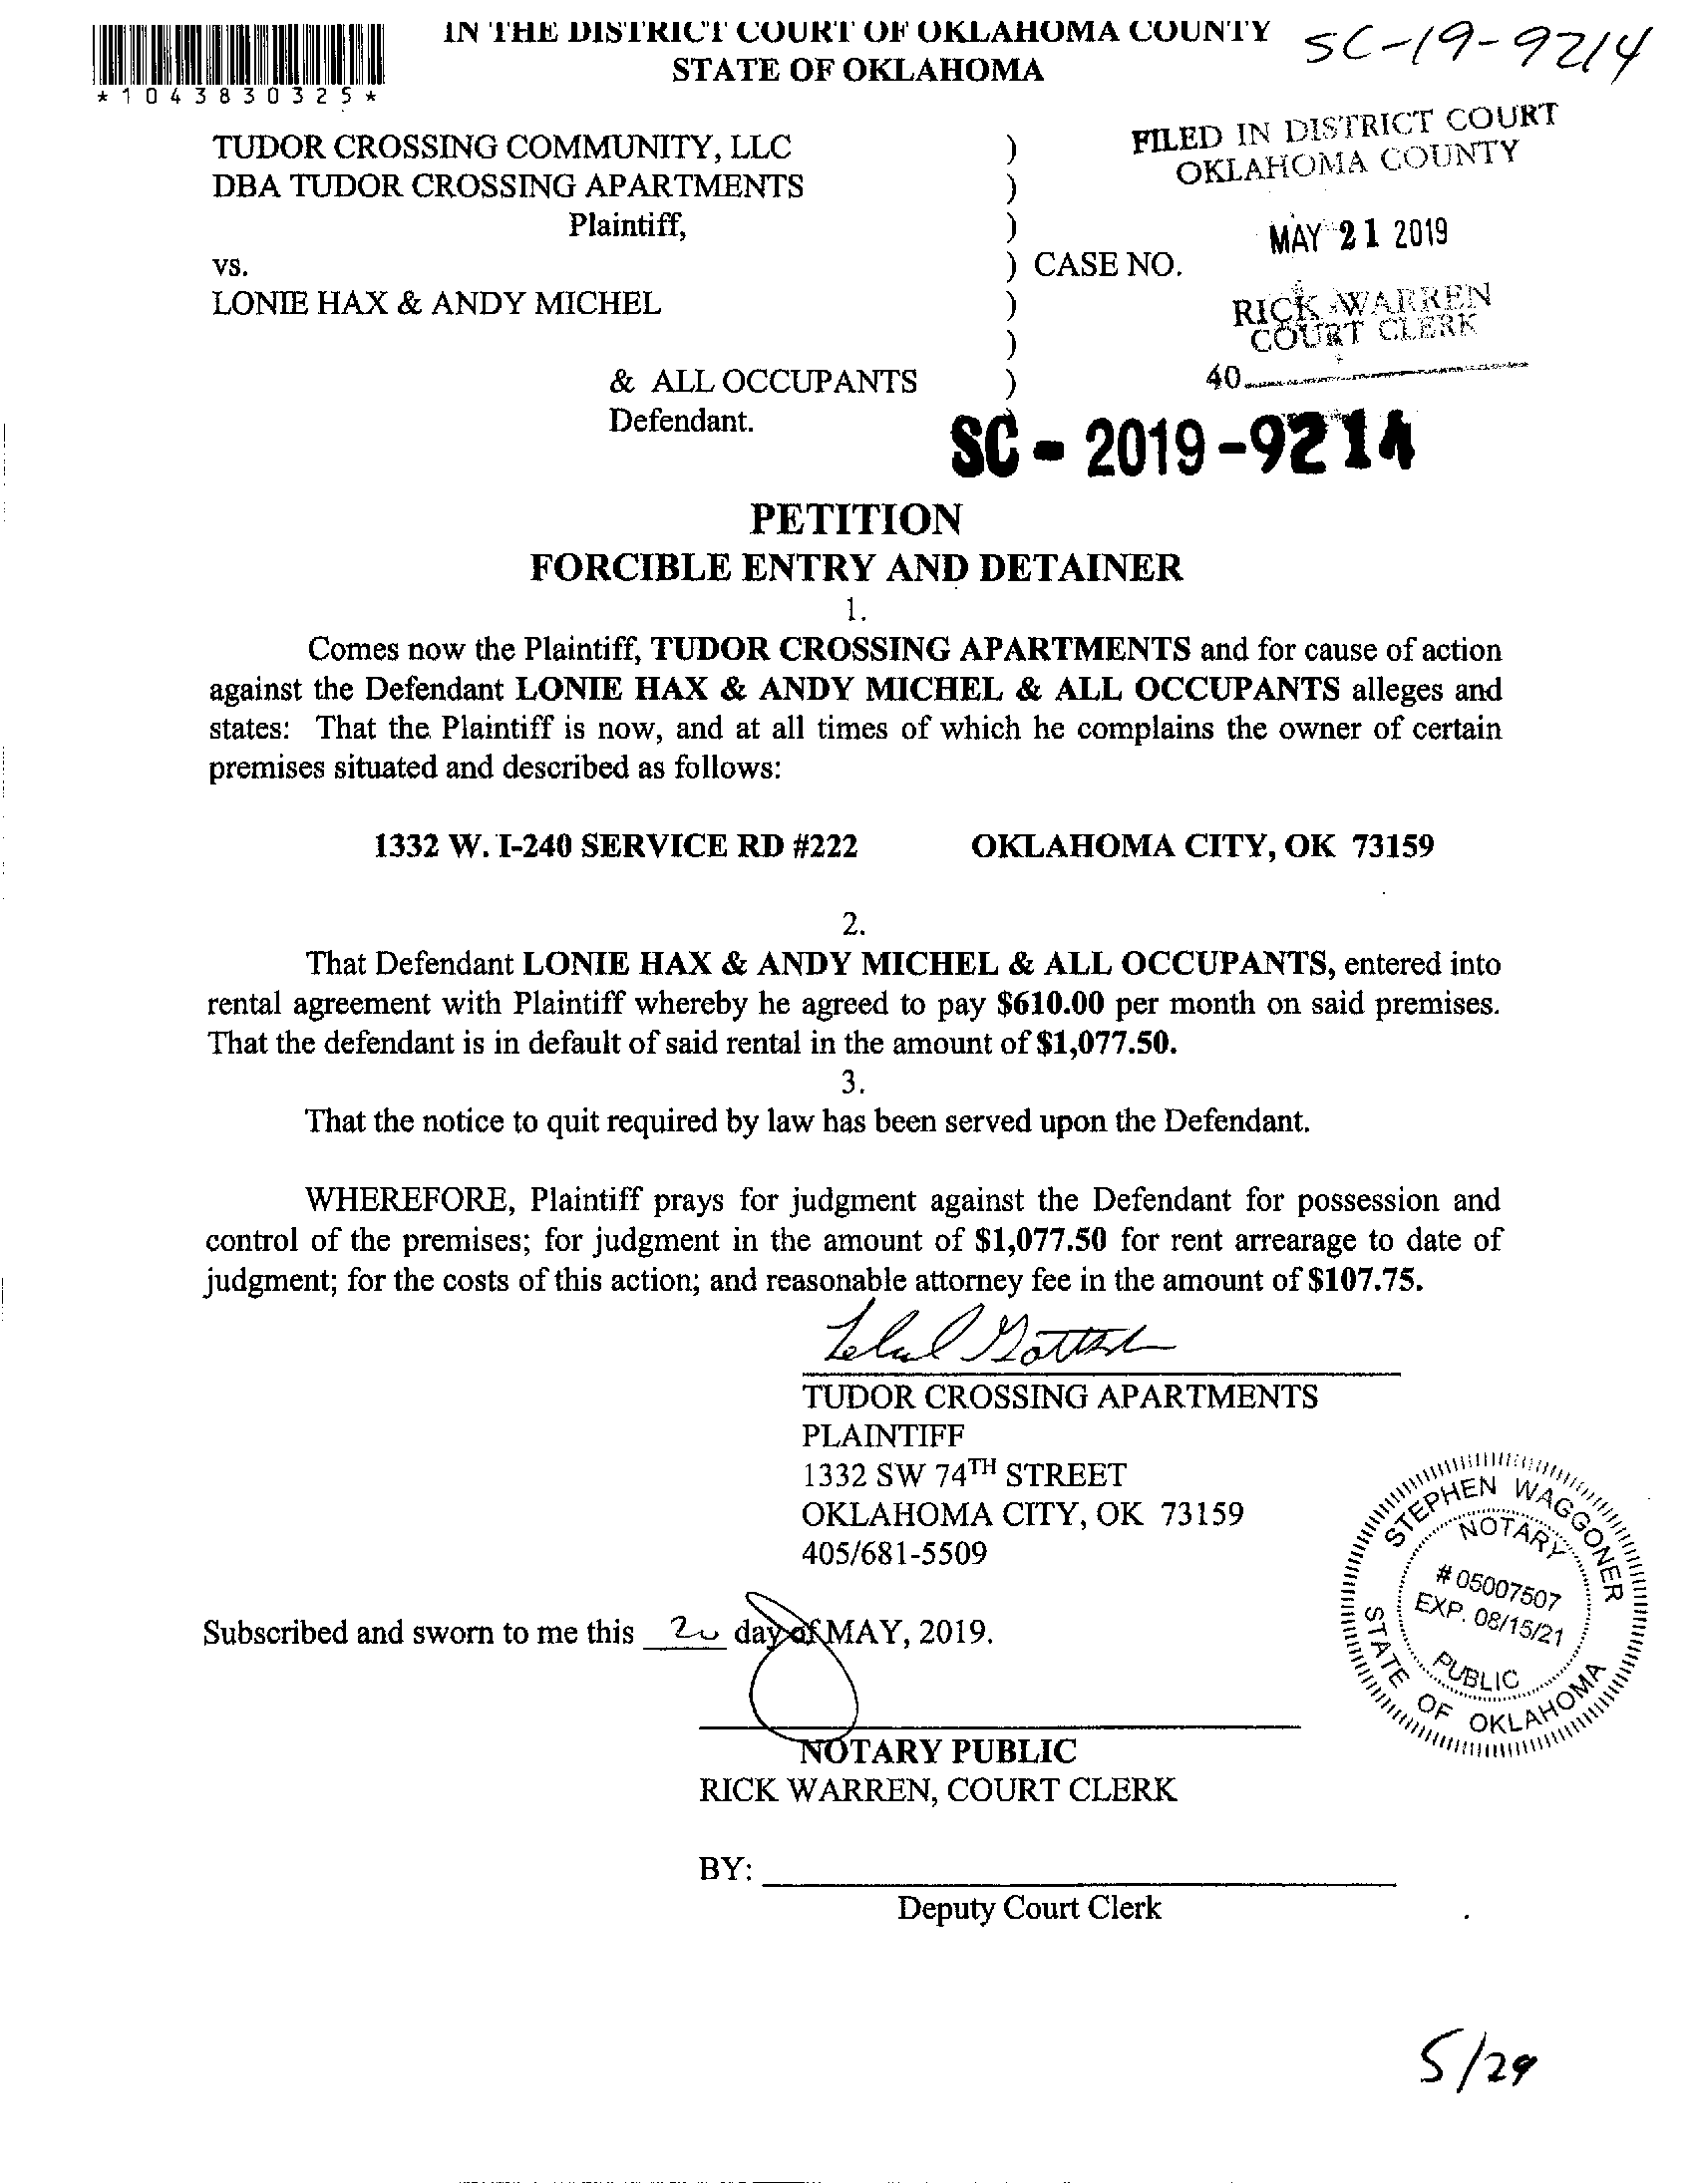 IN THE DISTRICT COURT OF OKLAHOMA COUNTY
STATE OF OKLAHOMA
SC-19-9214
*1043830325*
FILED IN DISTRICT COURT
OKLAHOMA COUNTY
MAY 21 2019
RICK WARREN
COURT CLERK
40
TUDOR CROSSING COMMUNITY, LLC )
DBA TUDOR CROSSING APARTMENTS )
Plaintiff, )
vs. ) CASE NO.
LONIE HAX & ANDY MICHEL )
)
& ALL OCCUPANTS )
Defendant.
SC - 2019 - 9214
PETITION
FORCIBLE ENTRY AND DETAINER
1.
Comes now the Plaintiff, TUDOR CROSSING APARTMENTS and for cause of action
against the Defendant LONIE HAX & ANDY MICHEL & ALL OCCUPANTS alleges and
states: That the Plaintiff is now, and at all times of which he complains the owner of certain
premises situated and described as follows:
1332 W. I-240 SERVICE RD #222 OKLAHOMA CITY, OK 73159
2.
That Defendant LONIE HAX & ANDY MICHEL & ALL OCCUPANTS, entered into
rental agreement with Plaintiff whereby he agreed to pay $610.00 per month on said premises.
That the defendant is in default of said rental in the amount of $1,077.50.
3.
That the notice to quit required by law has been served upon the Defendant.
WHEREFORE, Plaintiff prays for judgment against the Defendant for possession and
control of the premises; for judgment in the amount of $1,077.50 for rent arrearage to date of
judgment; for the costs of this action; and reasonable attorney fee in the amount of $107.75.
TUDOR CROSSING APARTMENTS
PLAINTIFF
1332 SW 74TH STREET
OKLAHOMA CITY, OK 73159
405/681-5509
STEPHEN WAGGONER
NOTARY
# 05007507
EXP. 08/15/21
PUBLIC
STATE OF OKLAHOMA
Subscribed and sworn to me this 20 day of MAY, 2019.
NOTARY PUBLIC
RICK WARREN, COURT CLERK
BY:
Deputy Court Clerk
5/29